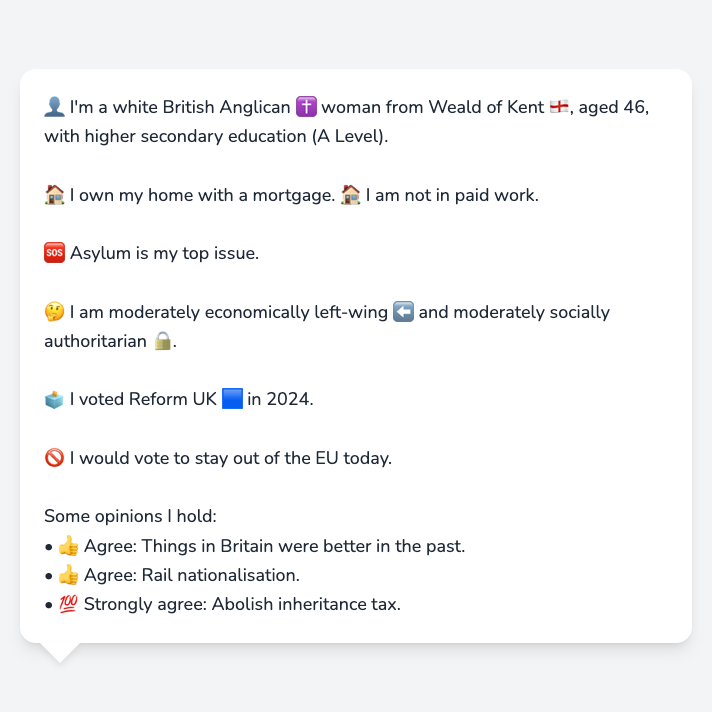 👤 I'm a white British Anglican ✝️ woman from Weald of Kent 🏴󠁧󠁢󠁥󠁮󠁧󠁿, aged 46,
with higher secondary education (A Level).
🏠 I own my home with a mortgage. 🏠 I am not in paid work.
🆘 Asylum is my top issue.
🤔 I am moderately economically left-wing ⬅️ and moderately socially
authoritarian 🔒.
🗳️ I voted Reform UK 🟦 in 2024.
🚫 I would vote to stay out of the EU today.
Some opinions I hold:
• 👍 Agree: Things in Britain were better in the past.
• 👍 Agree: Rail nationalisation.
• 💯 Strongly agree: Abolish inheritance tax.